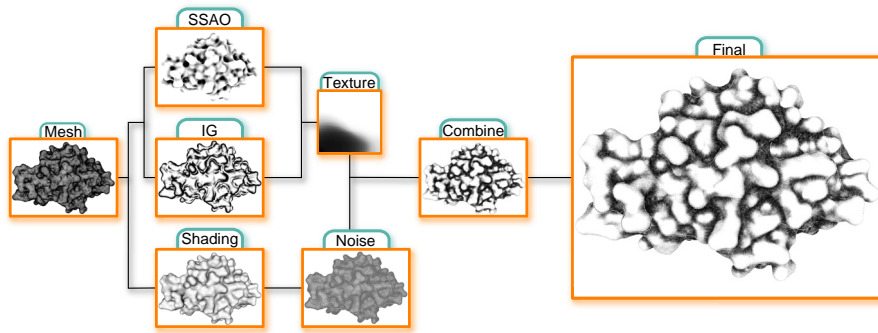 SSAO
Final
Texture
Mesh
IG
Combine
Shading
Noise